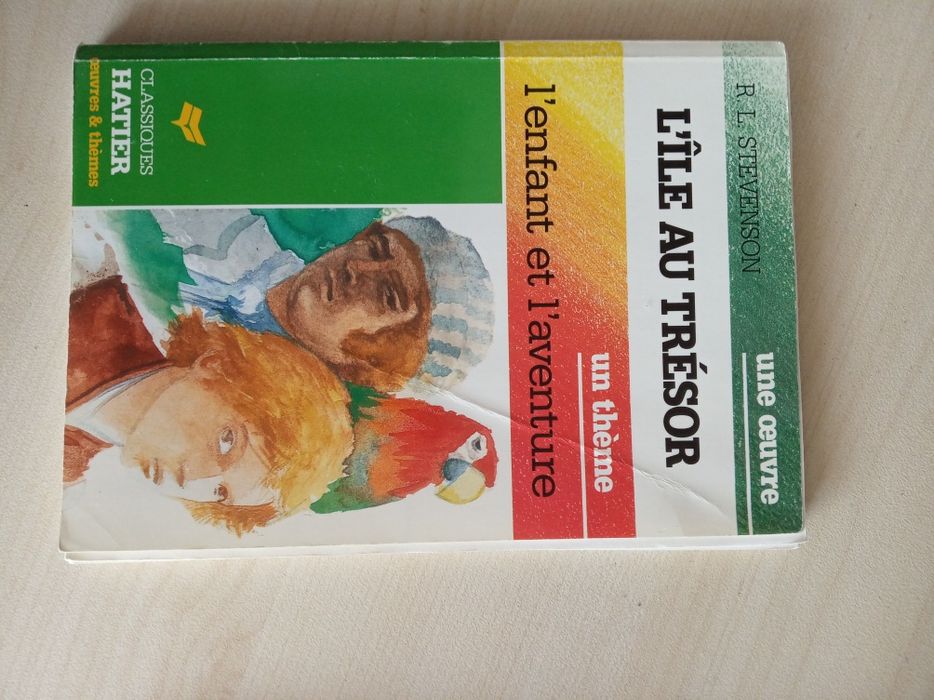 R. L. STEVENSON
une œuvre
L'ÎLE AU TRÉSOR
un thème
l'enfant et l'aventure
CLASSIQUES
HATIER
œuvres & thèmes